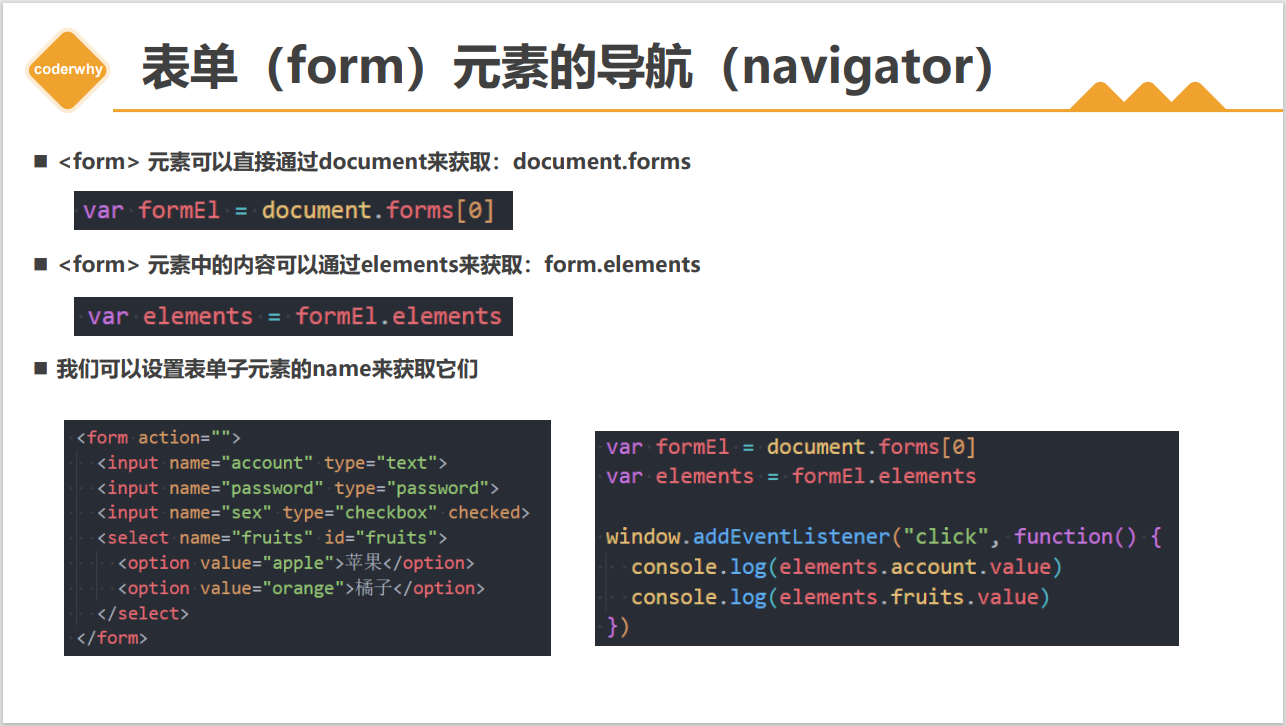 coderwhy
表单（form）元素的导航（navigator）
<form> 元素可以直接通过document来获取：document.forms
var formEl = document.forms[0]
<form> 元素中的内容可以通过elements来获取：form.elements
var elements = formEl.elements
我们可以设置表单子元素的name来获取它们
<form action="">
<input name="account" type="text">
<input name="password" type="password">
<input name="sex" type="checkbox" checked>
<select name="fruits" id="fruits">
<option value="apple">苹果</option>
<option value="orange">橘子</option>
</select>
</form>
var formEl = document.forms[0]
var elements = formEl.elements
window.addEventListener("click", function() {
console.log(elements.account.value)
console.log(elements.fruits.value)
})